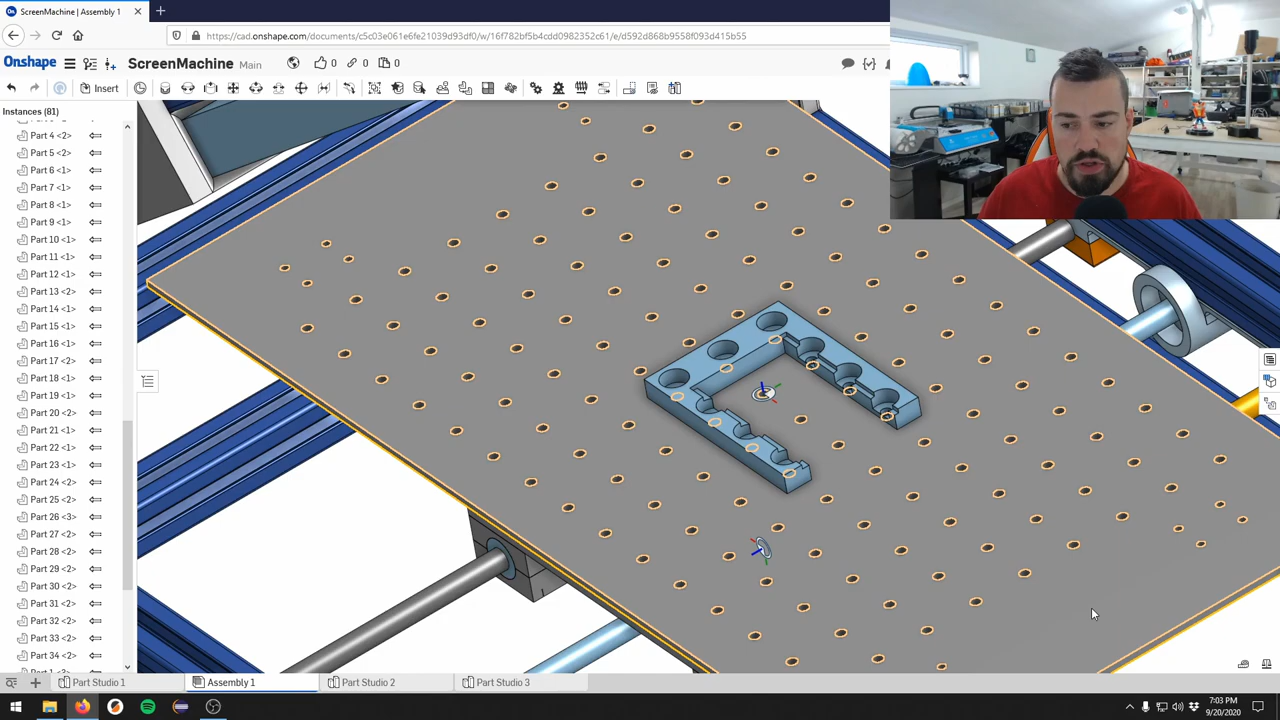 ScreenMachine | Assembly 1
https://cad.onshape.com/documents/c5c03e061e6fe21039d93df0/w/16f782bf5b4cdd0982352c61/e/d592d868b9558f093d415b55
Onshape
ScreenMachine Main
0 0 0
Insert
Instances (81)
Part 4 <2>
Part 5 <2>
Part 6 <1>
Part 7 <1>
Part 8 <1>
Part 9 <1>
Part 10 <1>
Part 11 <1>
Part 12 <1>
Part 13 <2>
Part 14 <1>
Part 15 <1>
Part 16 <1>
Part 17 <2>
Part 18 <1>
Part 19 <1>
Part 20 <2>
Part 21 <1>
Part 22 <1>
Part 23 <1>
Part 24 <2>
Part 25 <2>
Part 26 <3>
Part 27 <2>
Part 28 <2>
Part 29 <2>
Part 30 <2>
Part 31 <2>
Part 32 <2>
Part 33 <2>
Part 34 <2>
Part Studio 1
Assembly 1
Part Studio 2
Part Studio 3
7:03 PM
9/20/2020